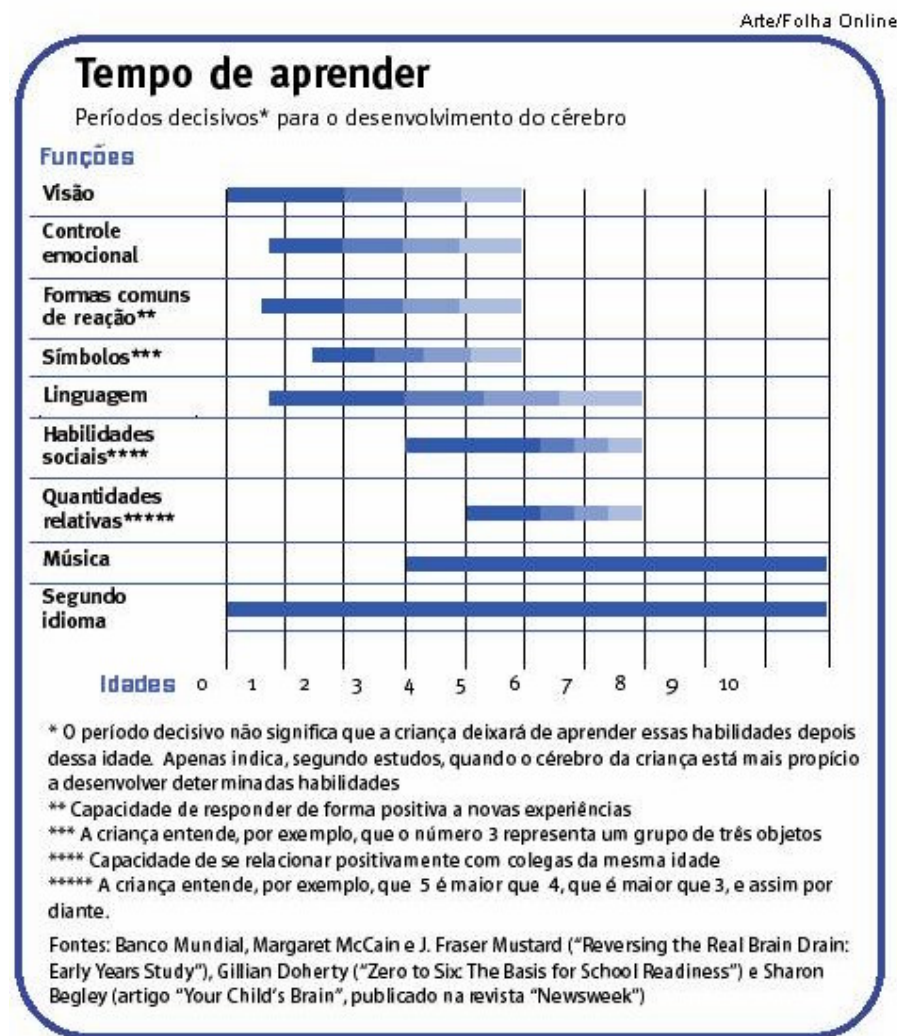 Arte/Folha Online
Tempo de aprender
Períodos decisivos* para o desenvolvimento do cérebro
Funções
Visão
Controle
emocional
Formas comuns
de reação**
Símbolos***
Linguagem
Habilidades
sociais****
Quantidades
relativas*****
Música
Segundo
idioma
Idades 0 1 2 3 4 5 6 7 8 9 10
* O período decisivo não significa que a criança deixará de aprender essas habilidades depois
dessa idade. Apenas indica, segundo estudos, quando o cérebro da criança está mais propício
a desenvolver determinadas habilidades
** Capacidade de responder de forma positiva a novas experiências
*** A criança entende, por exemplo, que o número 3 representa um grupo de três objetos
**** Capacidade de se relacionar positivamente com colegas da mesma idade
***** A criança entende, por exemplo, que 5 é maior que 4, que é maior que 3, e assim por
diante.
Fontes: Banco Mundial, Margaret McCain e J. Fraser Mustard ("Reversing the Real Brain Drain:
Early Years Study"), Gillian Doherty ("Zero to Six: The Basis for School Readiness") e Sharon
Begley (artigo "Your Child's Brain", publicado na revista "Newsweek")